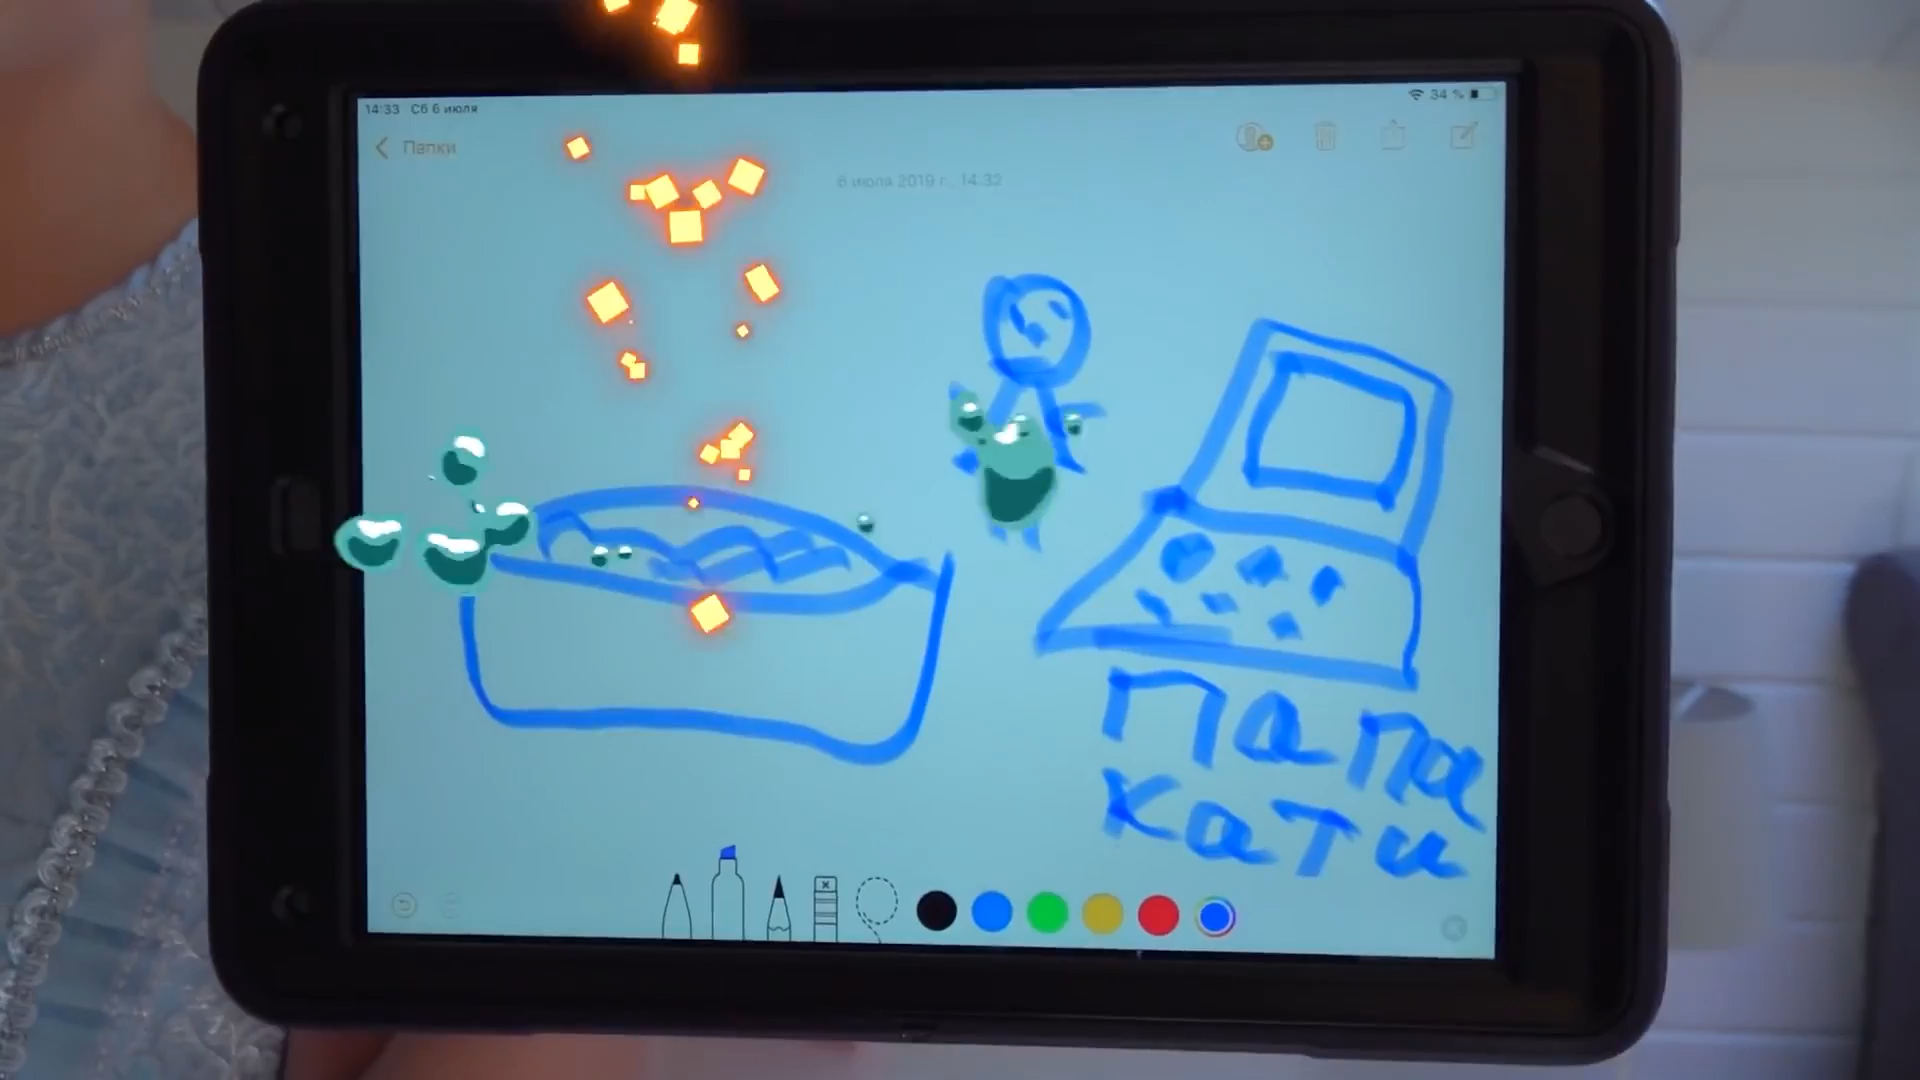 14:33 Сб 6 июля
34 %
Папки
6 июля 2019 г., 14:32
Папа
Кати